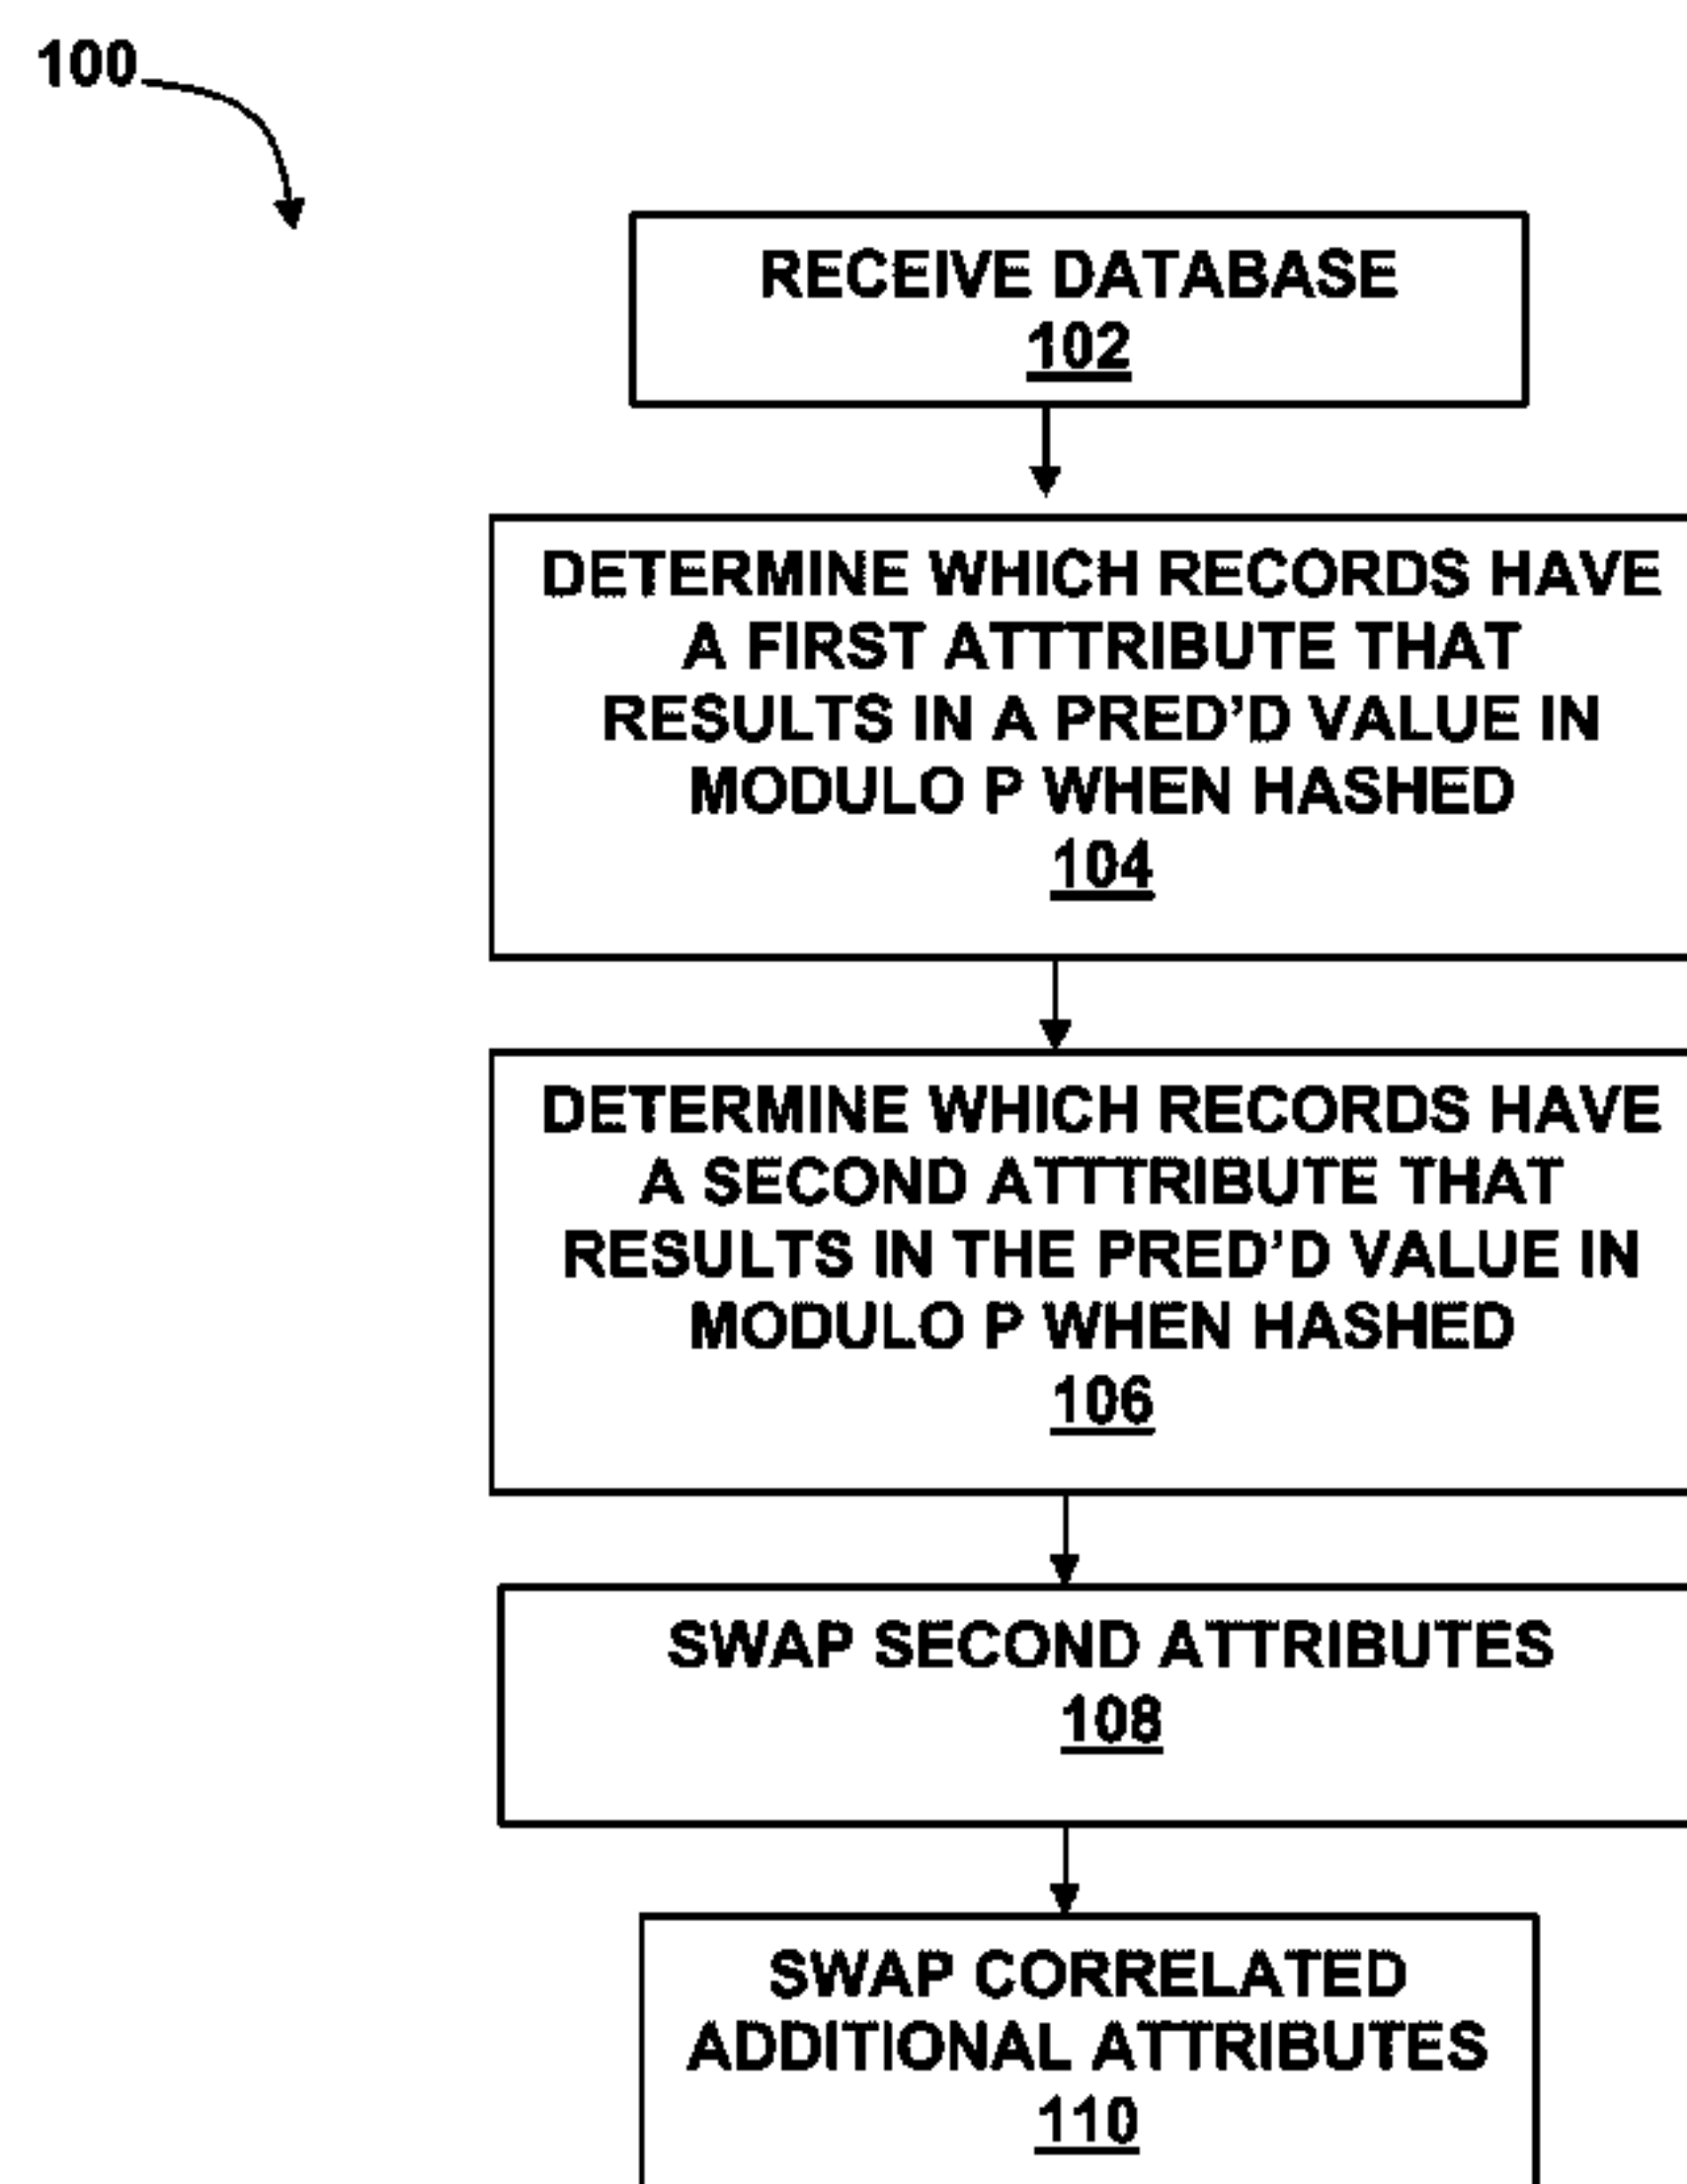 100
RECEIVE DATABASE
102
DETERMINE WHICH RECORDS HAVE
A FIRST ATTTRIBUTE THAT
RESULTS IN A PRED'D VALUE IN
MODULO P WHEN HASHED
104
DETERMINE WHICH RECORDS HAVE
A SECOND ATTTRIBUTE THAT
RESULTS IN THE PRED'D VALUE IN
MODULO P WHEN HASHED
106
SWAP SECOND ATTRIBUTES
108
SWAP CORRELATED
ADDITIONAL ATTRIBUTES
110